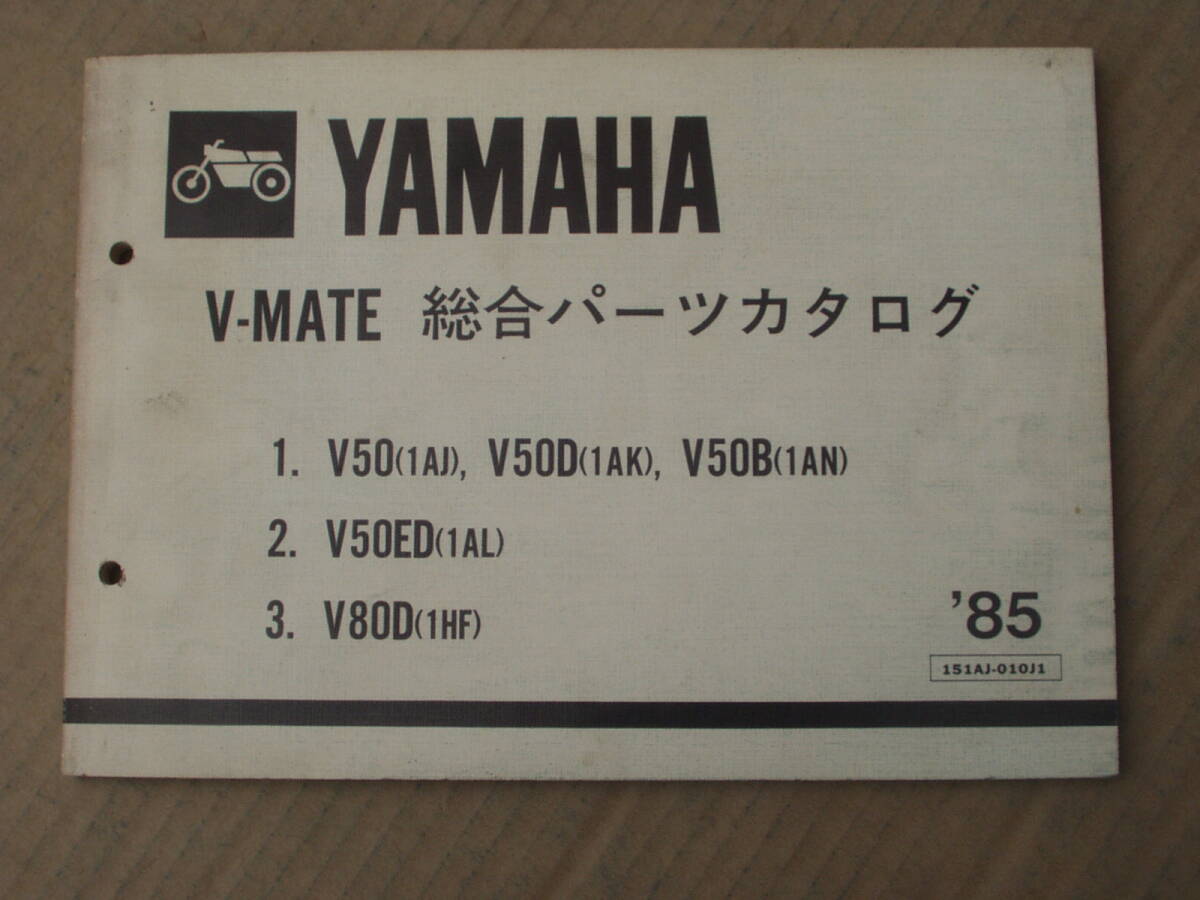 YAMAHA
V-MATE 総合パーツカタログ
1. V50(1AJ), V50D(1AK), V50B(1AN)
2. V50ED(1AL)
3. V80D(1HF)
'85
151AJ-010J1